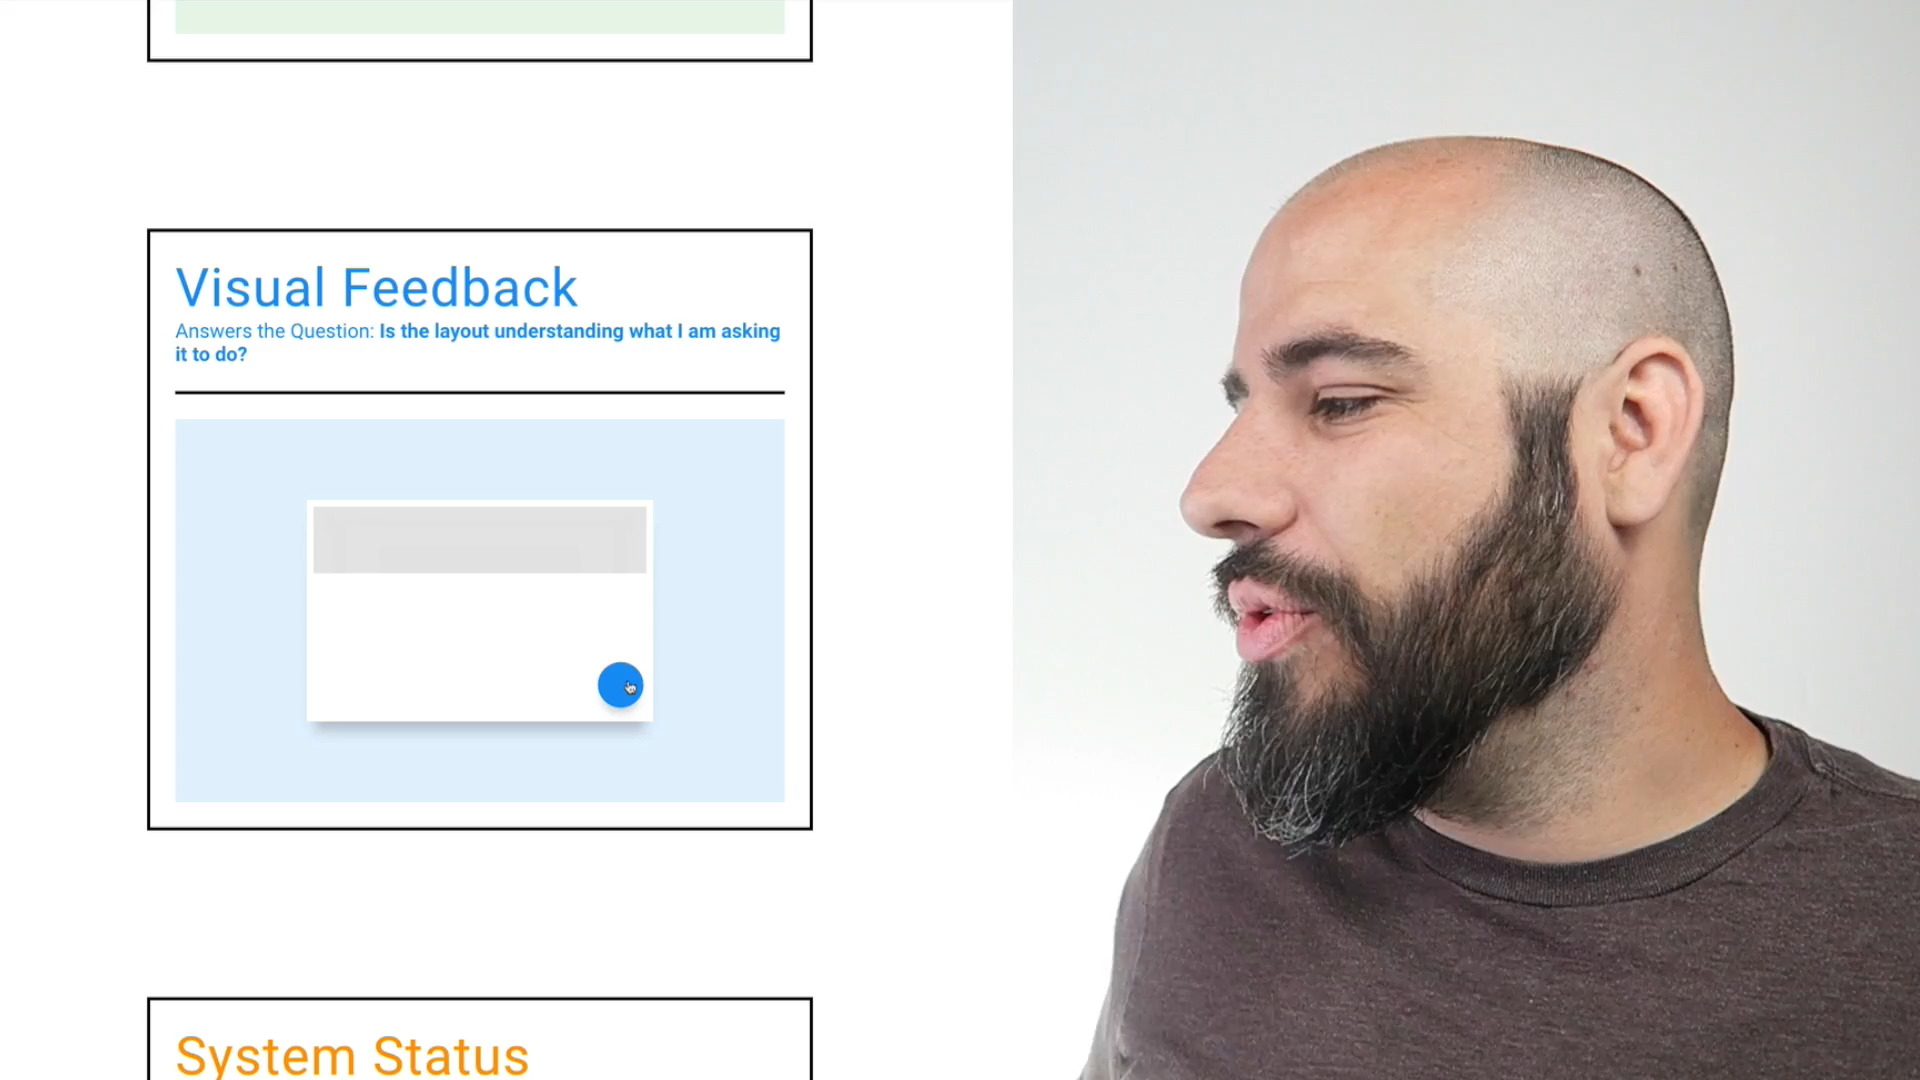 Visual Feedback
Answers the Question: Is the layout understanding what I am asking
it to do?
System Status